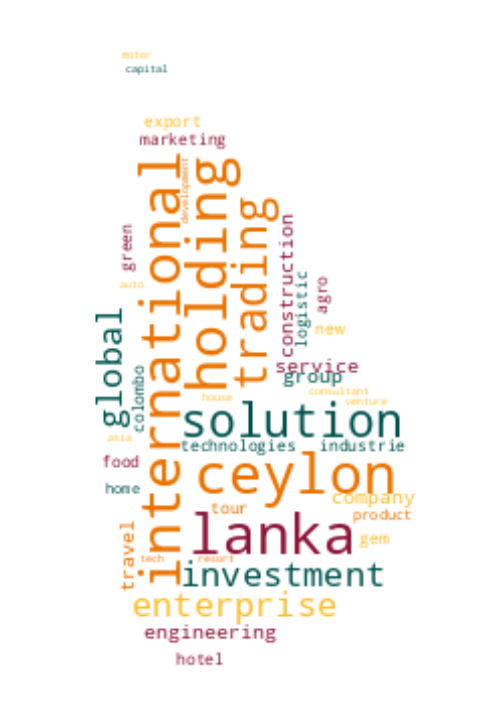 motor
capital
export
marketing
international
development
holding
trading
green
construction
logistic
agro
auto
global
new
service
group
colombo
consultant
house
venture
solution
asia
technologies
industrie
food
ceylon
home
company
tour
product
lanka
travel
gem
tech
resort
investment
enterprise
engineering
hotel